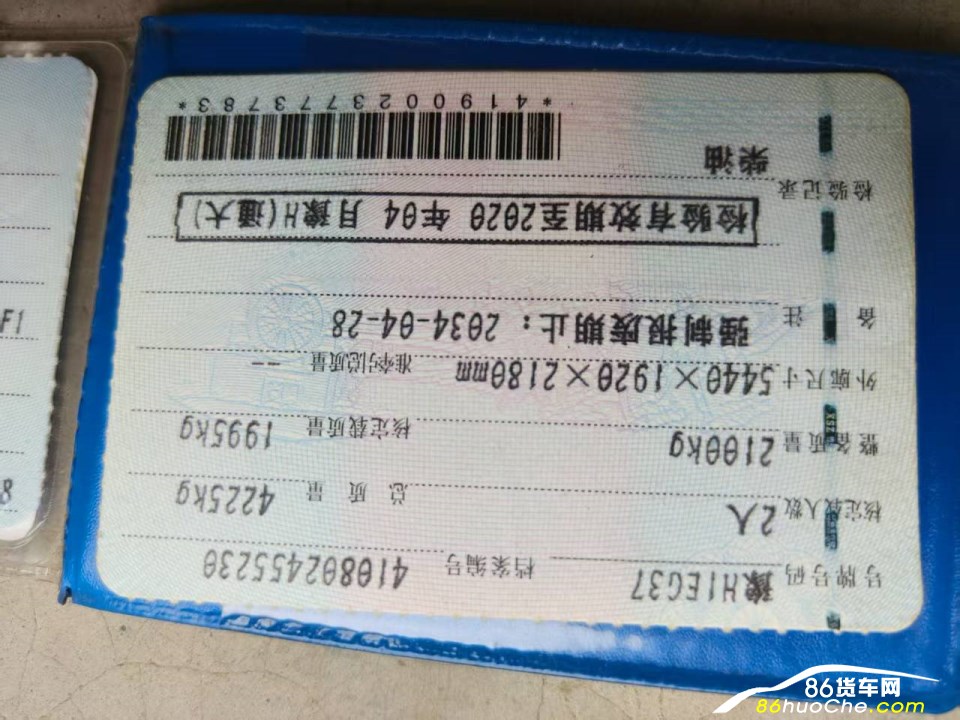 号牌号码 豫H1EG37 档案编号 410802455230
核定载人数 2人 总质量 4225kg
整备质量 2100kg 核定载质量 1995kg
外廓尺寸 5440×1920×2180mm 准牵引总质量 --
备注 强制报废期止：2034-04-28
检验有效期至2020 年04 月豫H(通大)
检验记录
柴油
*4190023773783*
F1
8
86货车网
86huoChe.com